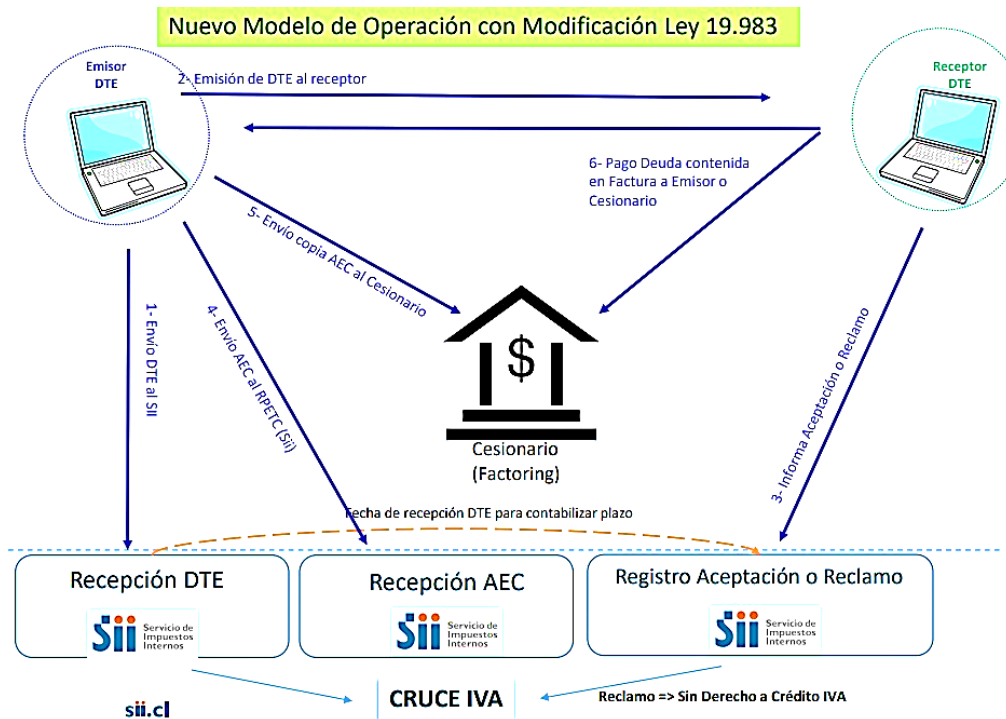 Nuevo Modelo de Operación con Modificación Ley 19.983
Emisor
DTE
2- Emisión de DTE al receptor
Receptor
DTE
6- Pago Deuda contenida
en Factura a Emisor o
Cesionario
5- Envío copia AEC al Cesionario
1- Envío DTE al SII
4- Envío AEC al RPETC (Sii)
3- Informa Aceptación o Reclamo
$
Cesionario
(Factoring)
Fecha de recepción DTE para contabilizar plazo
Recepción DTE
Sii Servicio de
Impuestos
Internos
Recepción AEC
Sii Servicio de
Impuestos
Internos
Registro Aceptación o Reclamo
Sii Servicio de
Impuestos
Internos
CRUCE IVA
Reclamo => Sin Derecho a Crédito IVA
sii.cl